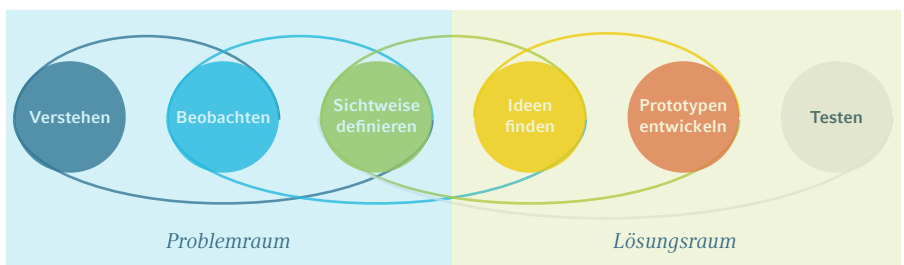 Verstehen
Beobachten
Sichtweise
definieren
Ideen
finden
Prototypen
entwickeln
Testen
Problemraum
Lösungsraum